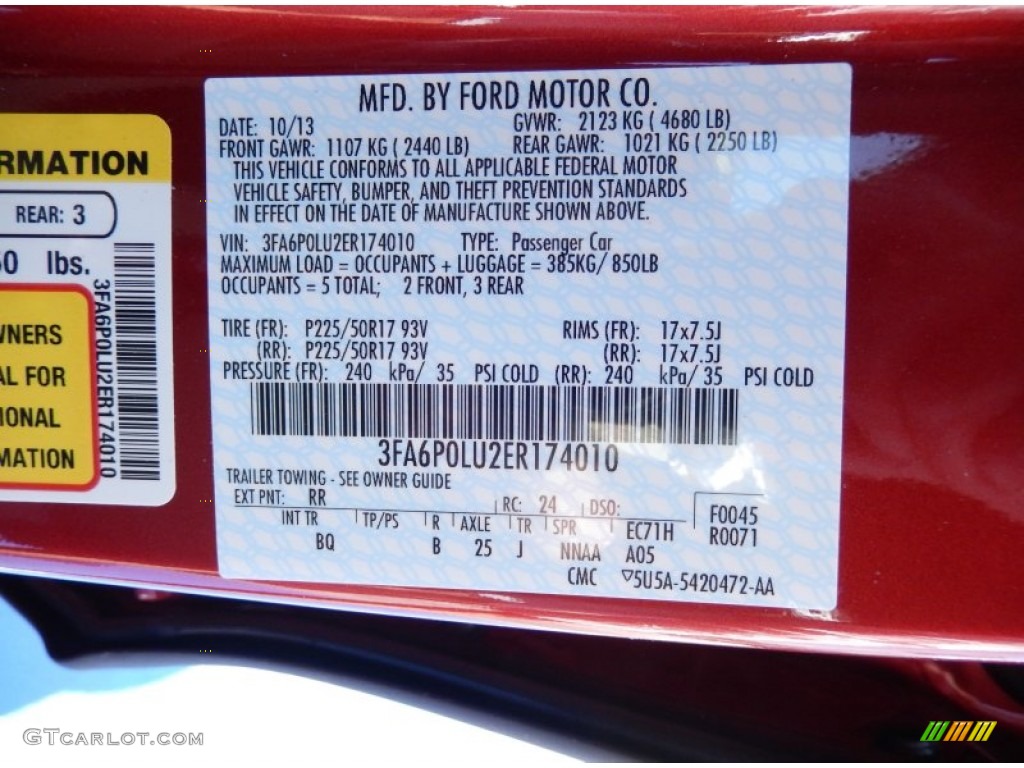 MFD. BY FORD MOTOR CO.
DATE: 10/13 GVWR: 2123 KG ( 4680 LB)
FRONT GAWR: 1107 KG ( 2440 LB) REAR GAWR: 1021 KG ( 2250 LB)
THIS VEHICLE CONFORMS TO ALL APPLICABLE FEDERAL MOTOR
VEHICLE SAFETY, BUMPER, AND THEFT PREVENTION STANDARDS
IN EFFECT ON THE DATE OF MANUFACTURE SHOWN ABOVE.
VIN: 3FA6P0LU2ER174010 TYPE: Passenger Car
MAXIMUM LOAD = OCCUPANTS + LUGGAGE = 385KG/ 850LB
OCCUPANTS = 5 TOTAL; 2 FRONT, 3 REAR
TIRE (FR): P225/50R17 93V RIMS (FR): 17x7.5J
(RR): P225/50R17 93V (RR): 17x7.5J
PRESSURE (FR): 240 kPa/ 35 PSI COLD (RR): 240 kPa/ 35 PSI COLD
3FA6P0LU2ER174010
TRAILER TOWING - SEE OWNER GUIDE
EXT PNT: RR RC: 24 DSO: F0045
INT TR TP/PS R AXLE TR SPR EC71H R0071
BQ B 25 J NNAA A05
CMC ▽5U5A-5420472-AA
RMATION
REAR: 3
50 lbs.
3FA6P0LU2ER174010
WNERS
AL FOR
IONAL
MATION
GTCarlot.com